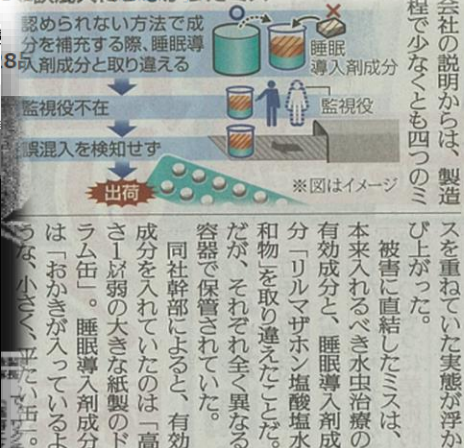 認められない方法で成
分を補充する際、睡眠導
入剤成分と取り違える
睡眠
導入剤成分
監視役不在
監視役
誤混入を検知せず
出荷
※図はイメージ
会社の説明からは、製造
程で少なくとも四つのミ
スを重ねていた実態が浮か
び上がった。
被害に直結したミスは、
本来入れるべき水虫治療の
有効成分と、睡眠導入剤成
分「リルマザホン塩酸塩水
和物」を取り違えたことだ。
だが、それぞれ全く異なる
容器で保管されていた。
同社幹部によると、有効
成分を入れていたのは「高
さ1㍍弱の大きな紙製のド
ラム缶」。睡眠導入剤成分
は「おかきが入っているよ
うな、小さく、平たい缶」。